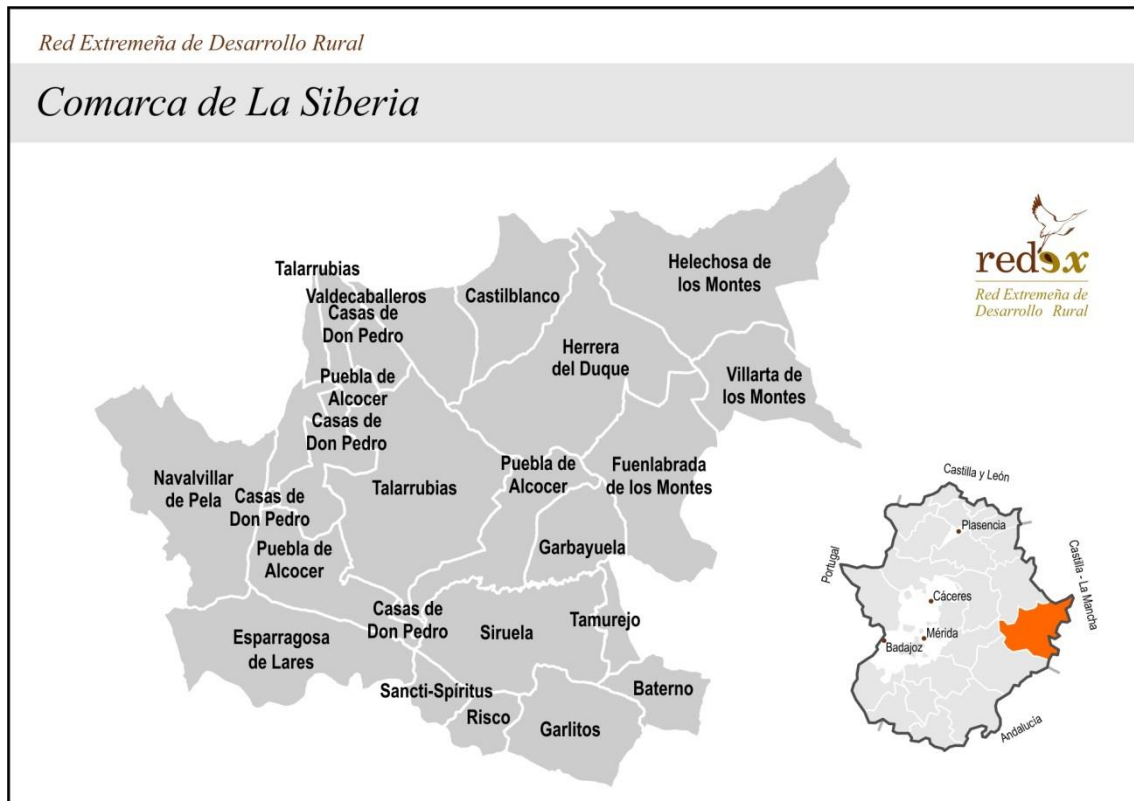 Red Extremeña de Desarrollo Rural
Comarca de La Siberia
Helechosa de
los Montes
Talarrubias
Valdecaballeros
Casas de
Don Pedro
Castilblanco
Herrera
del Duque
Villarta de
los Montes
Puebla de
Alcocer
Casas de
Don Pedro
Navalvillar
de Pela
Casas de
Don Pedro
Talarrubias
Puebla de
Alcocer
Fuenlabrada
de los Montes
Puebla de
Alcocer
Garbayuela
Esparragosa
de Lares
Casas de
Don Pedro
Siruela
Tamurejo
Sancti-Spíritus
Risco
Garlitos
Baterno
redex
Red Extremeña de
Desarrollo Rural
Castilla y León
Plasencia
Portugal
Castilla - La Mancha
Cáceres
Mérida
Badajoz
Andalucía